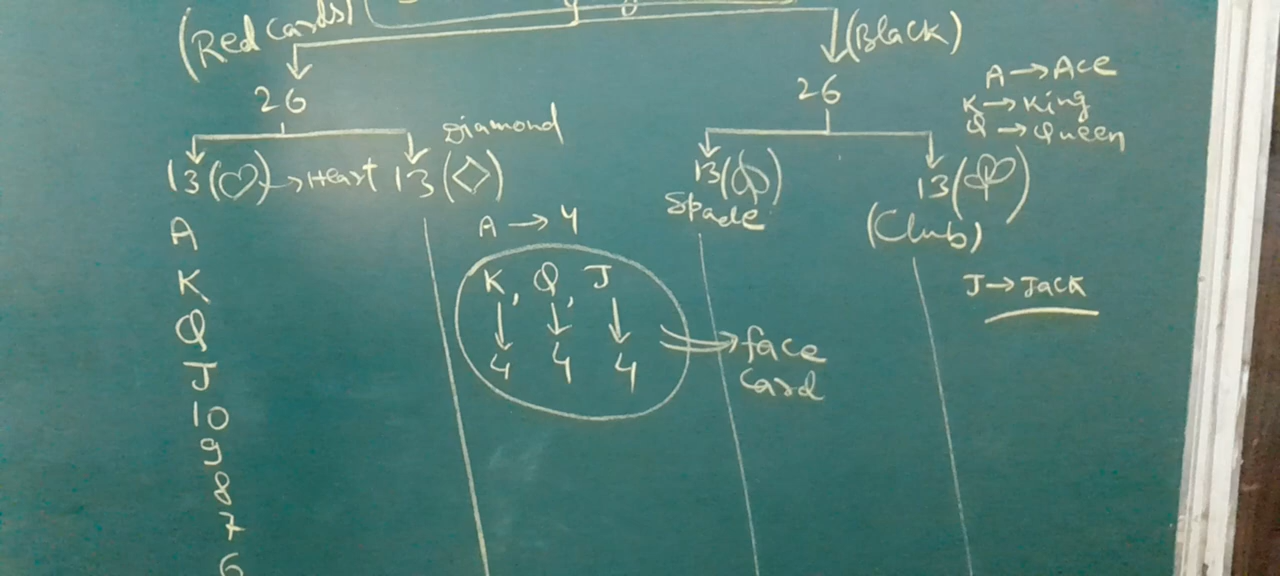 (Red cards)
(Black)
26
26
A → Ace
K → King
Q → Queen
Diamond
13 (♡) → Heart
13 (◇)
13 (♤)
Spade
13 (♧)
(Club)
J → Jack
A → 4
K, Q, J
↓ ↓ ↓
4 4 4
face
card
A
K
Q
J
10
9
8
7
6